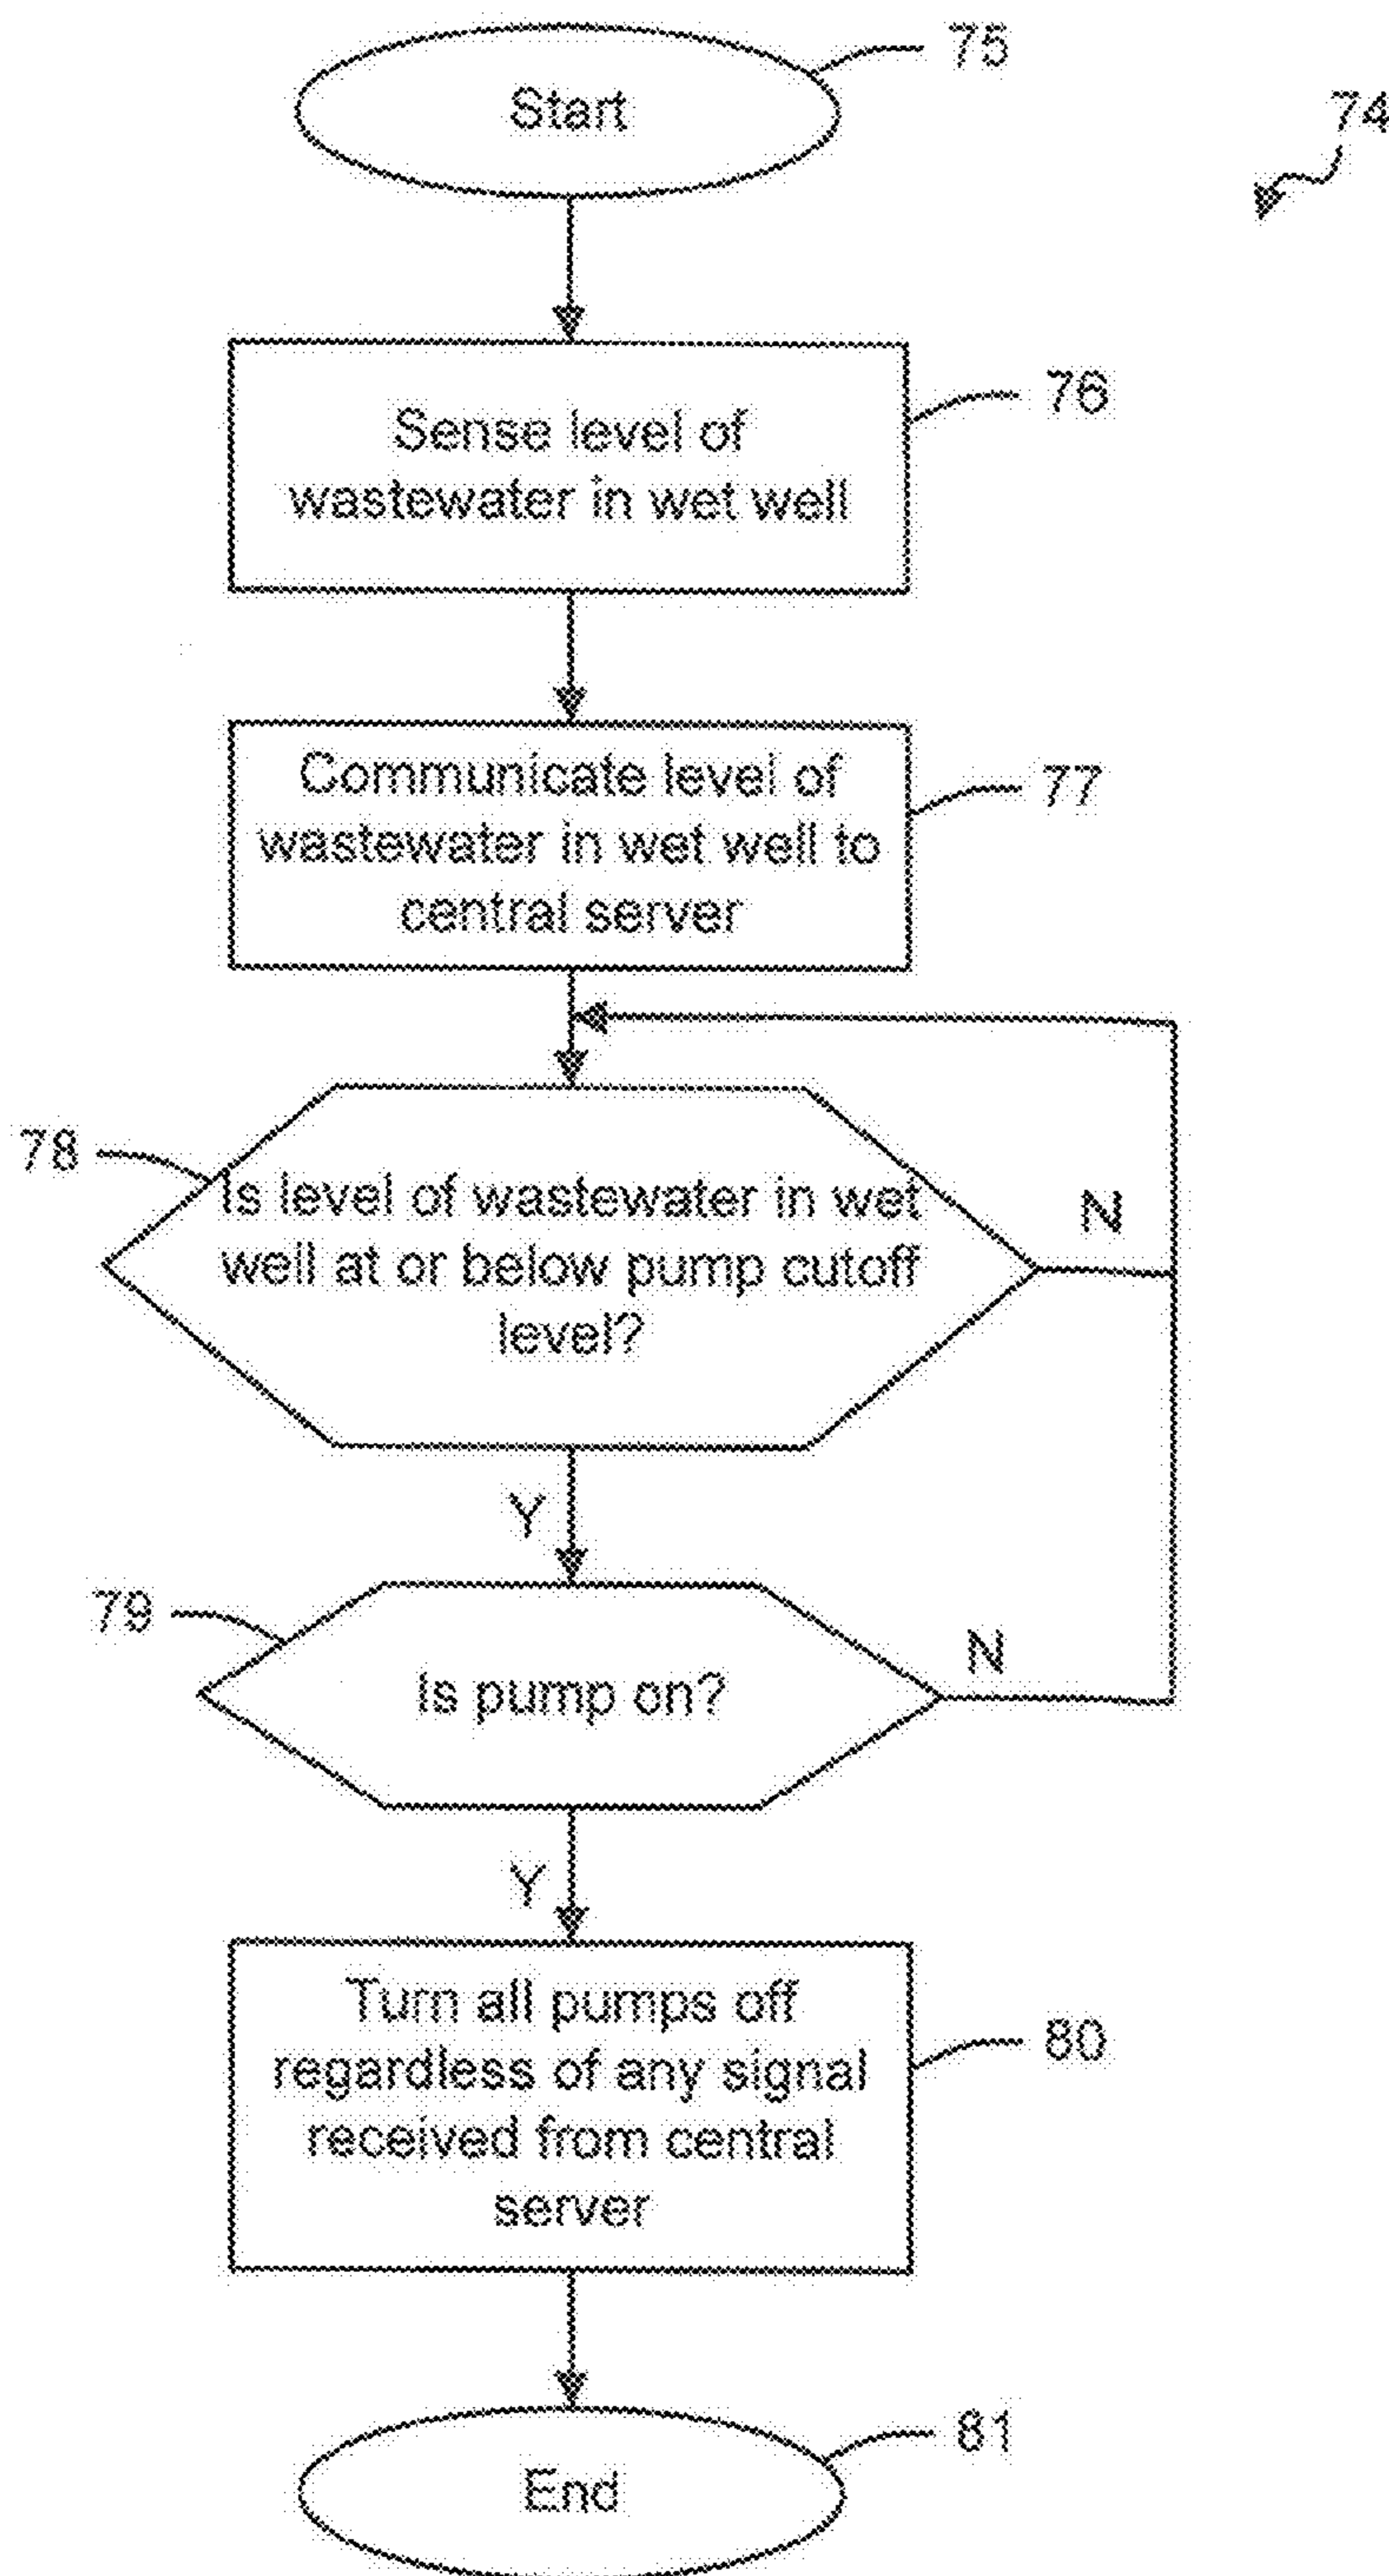 Start
75
74
Sense level of
wastewater in wet well
76
Communicate level of
wastewater in wet well to
central server
77
78
Is level of wastewater in wet
well at or below pump cutoff
level?
N
Y
79
Is pump on?
N
Y
Turn all pumps off
regardless of any signal
received from central
server
80
End
81